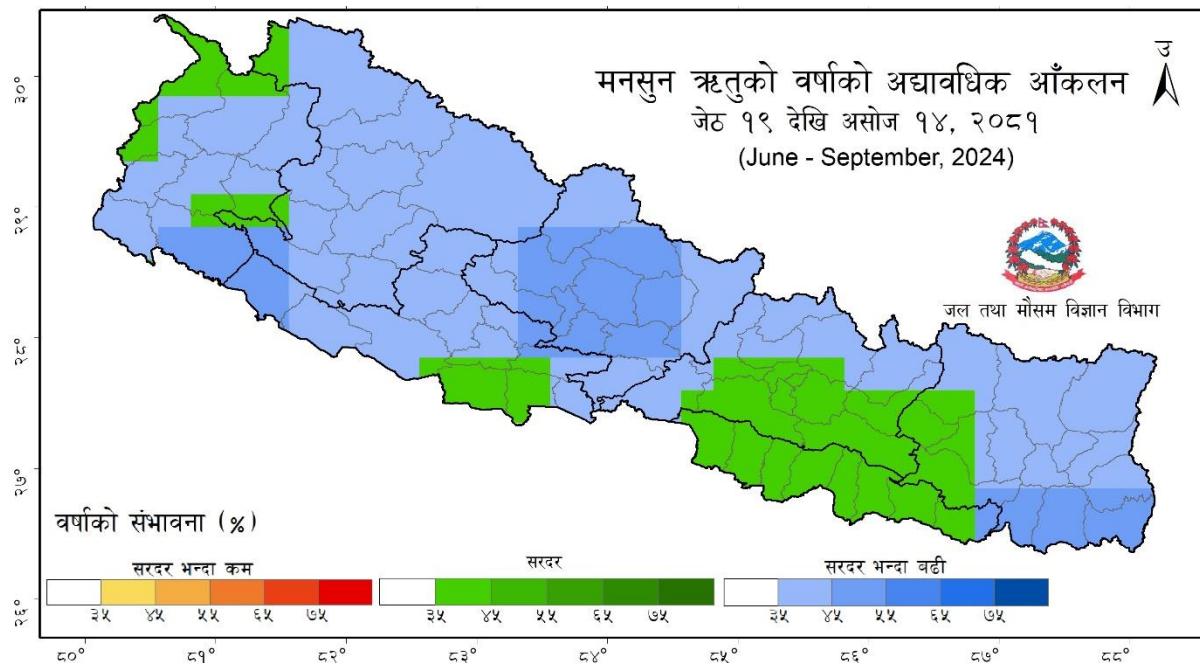 उ
मनसुन ऋतुको वर्षाको अद्यावधिक आँकलन
जेठ १९ देखि असोज १४, २०८१
(June - September, 2024)
जल तथा मौसम विज्ञान विभाग
३०°
२९°
२८°
२७°
२६°
वर्षाको संभावना (%)
सरदर भन्दा कम
सरदर
सरदर भन्दा बढी
३५ ४५ ५५ ६५ ७५
३५ ४५ ५५ ६५ ७५
३५ ४५ ५५ ६५ ७५
८०° ८१° ८२° ८३° ८४° ८५° ८६° ८७° ८८°